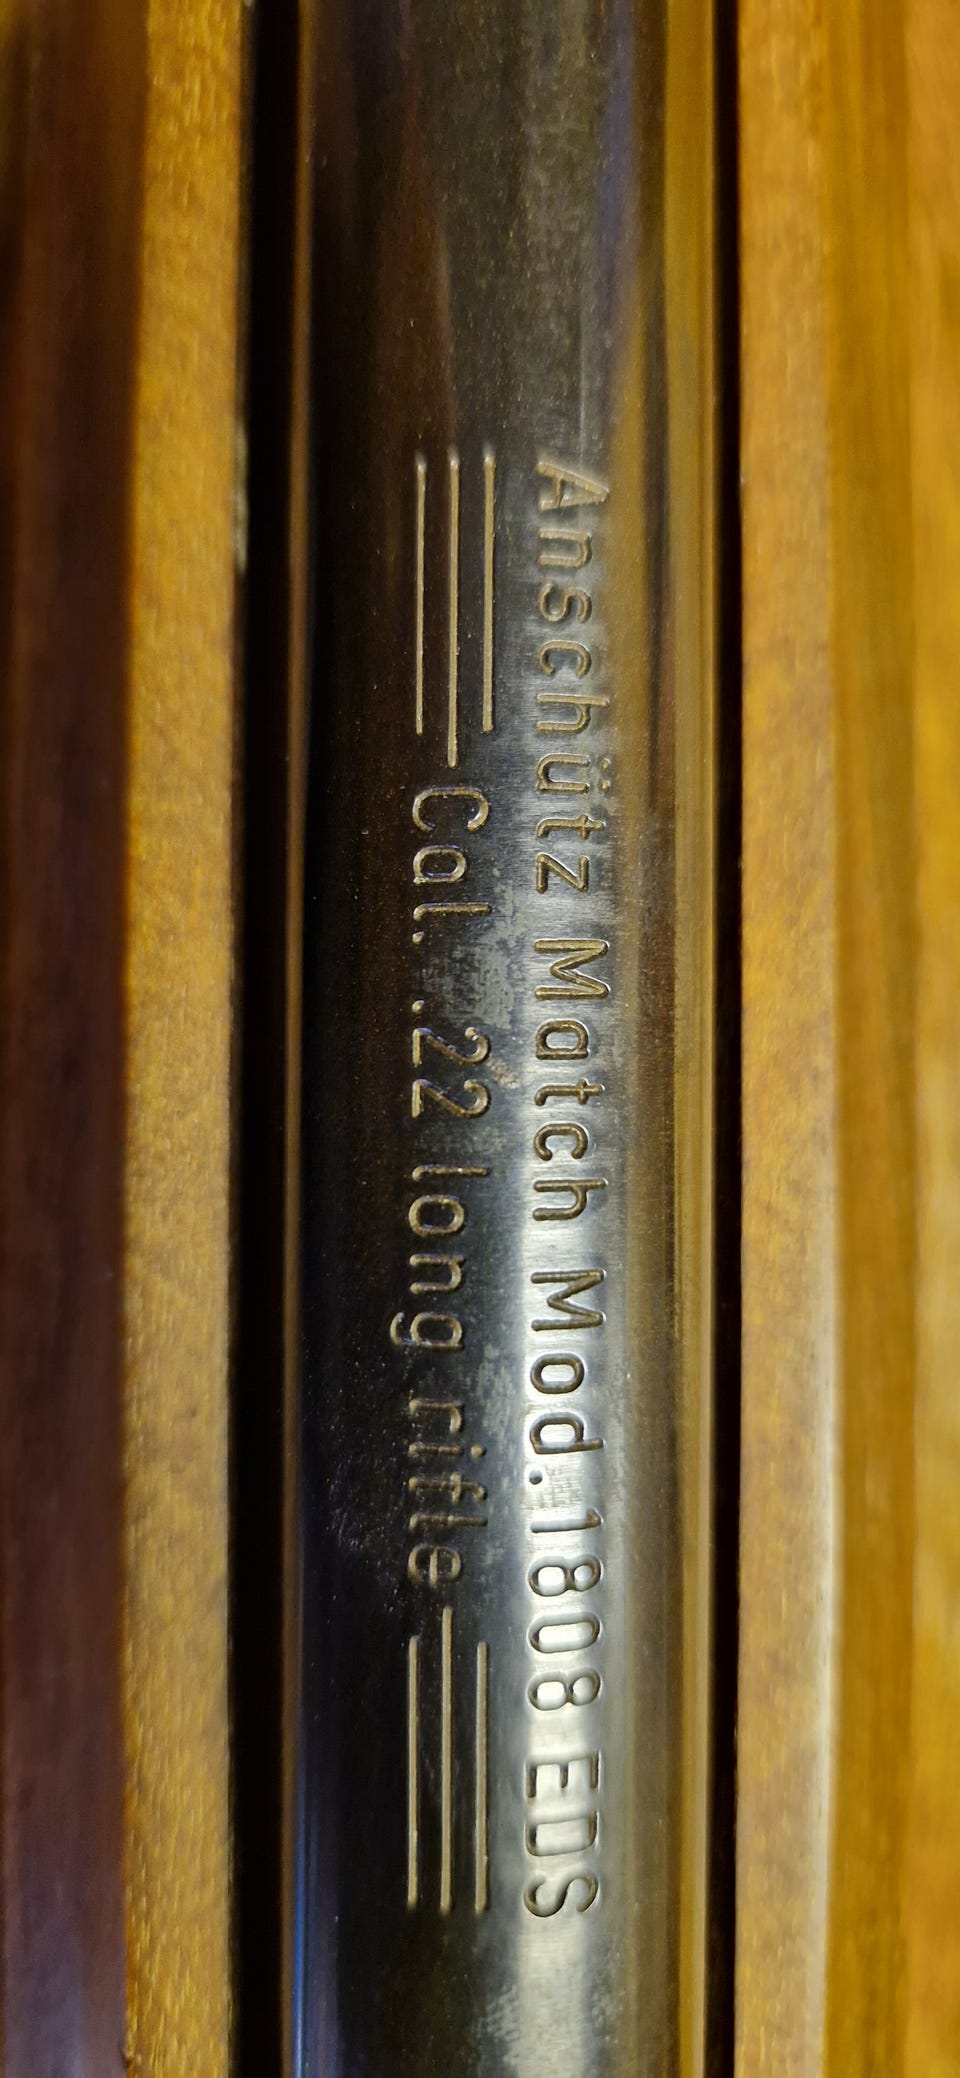 Anschütz Match Mod.1808 EDS
Cal. .22 long rifle